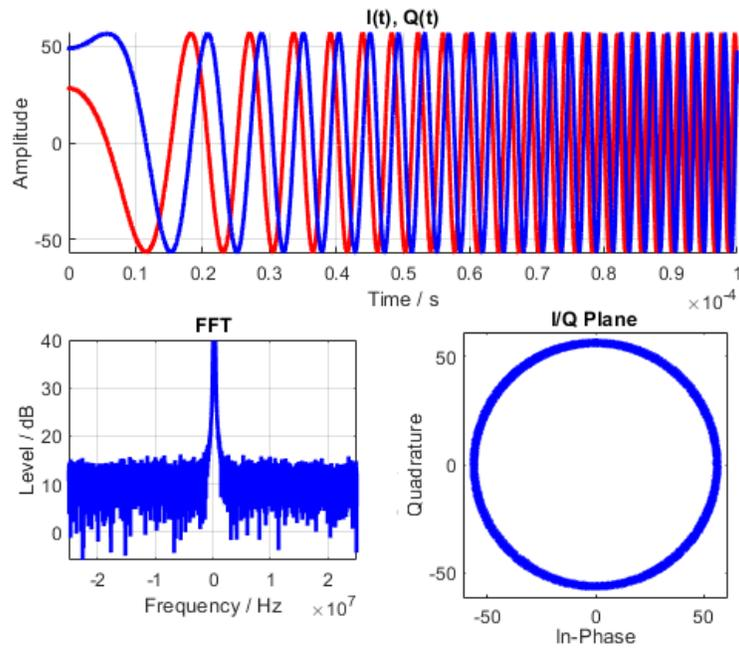 I(t), Q(t)
Amplitude
50
0
-50
0 0.1 0.2 0.3 0.4 0.5 0.6 0.7 0.8 0.9 1
Time / s
×10-4
FFT
Level / dB
40
30
20
10
0
-2 -1 0 1 2
Frequency / Hz
×107
I/Q Plane
Quadrature
50
0
-50
-50 0 50
In-Phase